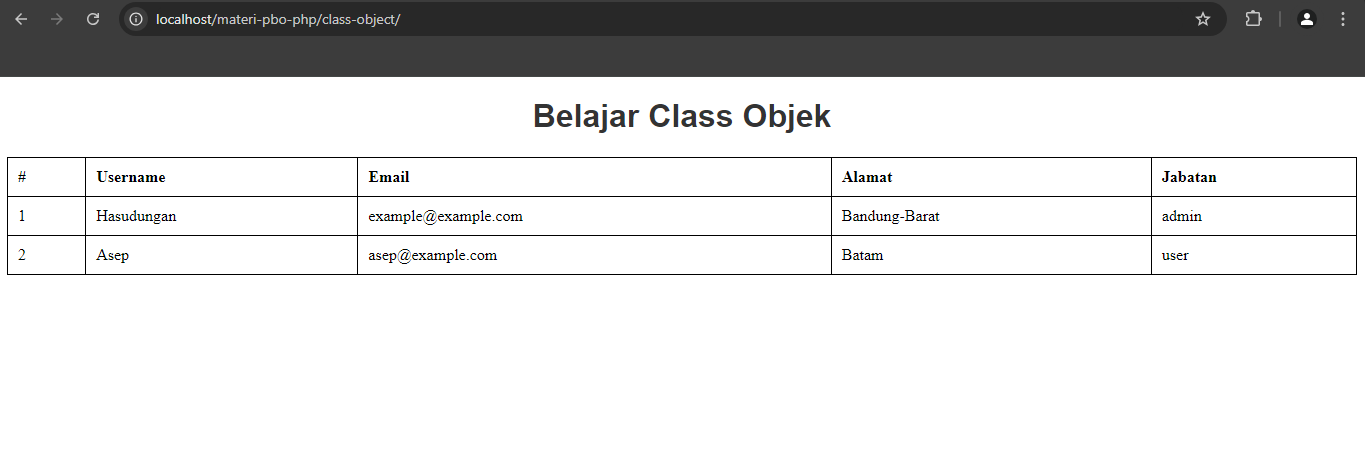 localhost/materi-pbo-php/class-object/
Belajar Class Objek
# Username Email Alamat Jabatan
1 Hasudungan example@example.com Bandung-Barat admin
2 Asep asep@example.com Batam user